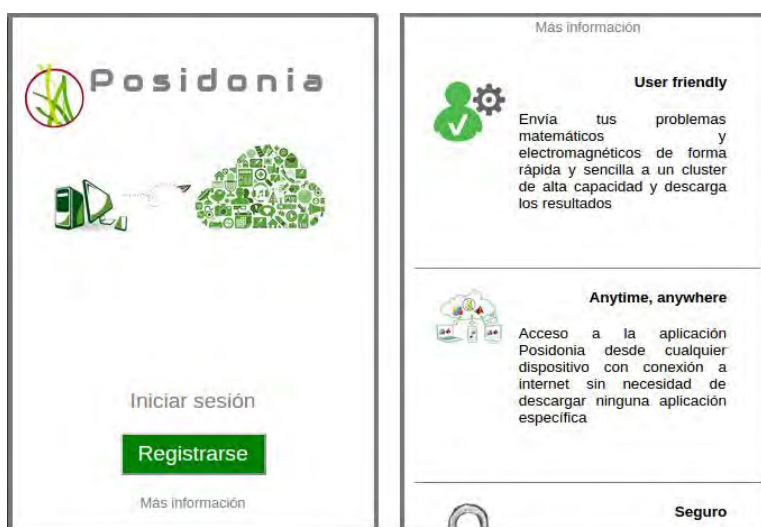 Posidonia
Iniciar sesión
Registrarse
Más información
Más información
User friendly
Envía tus problemas
matemáticos y
electromagnéticos de forma
rápida y sencilla a un cluster
de alta capacidad y descarga
los resultados
Anytime, anywhere
Acceso a la aplicación
Posidonia desde cualquier
dispositivo con conexión a
internet sin necesidad de
descargar ninguna aplicación
específica
Seguro